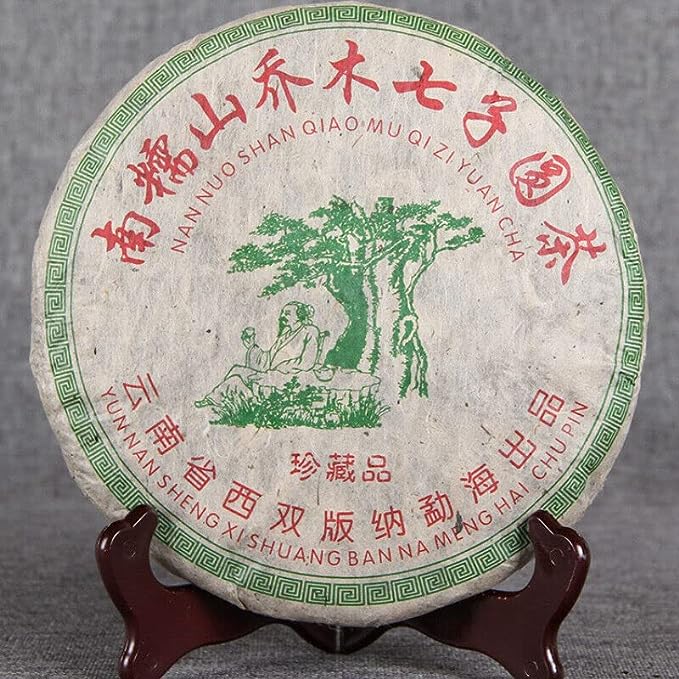 南糯山乔木七子圆茶
NAN NUO SHAN QIAO MU QI ZI YUAN CHA
珍藏品
云南省西双版纳勐海出品
YUN NAN SHENG XI SHUANG BAN NA MENG HAI CHU PIN